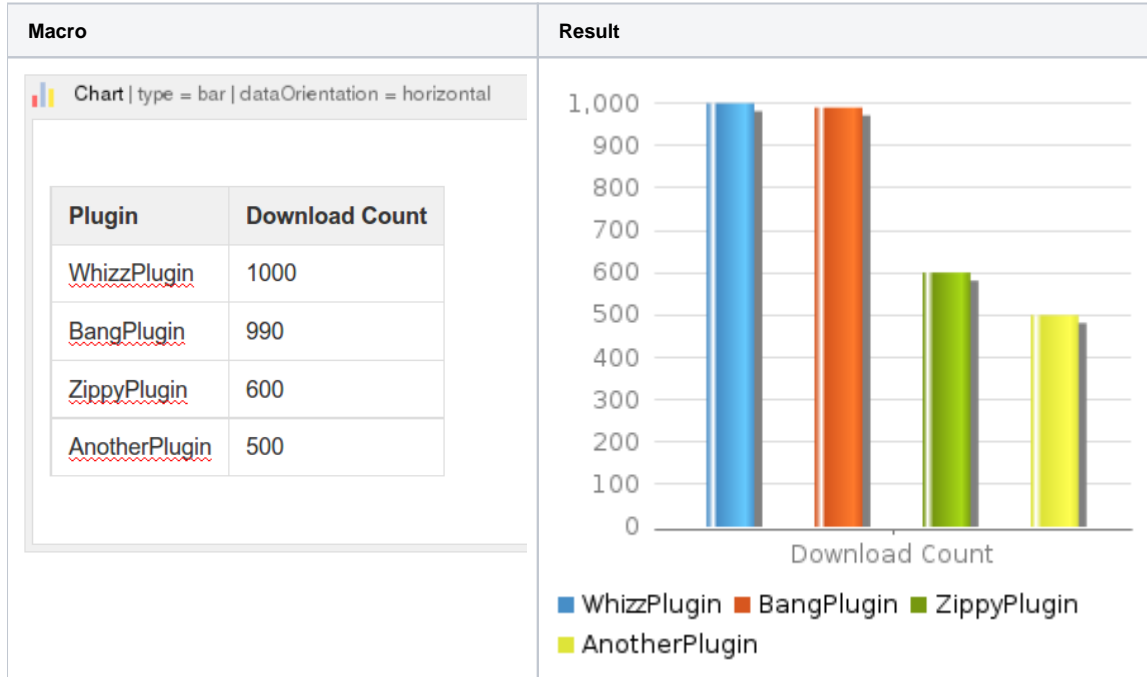 Macro
Result
Chart | type = bar | dataOrientation = horizontal
Plugin Download Count
WhizzPlugin 1000
BangPlugin 990
ZippyPlugin 600
AnotherPlugin 500
1,000
900
800
700
600
500
400
300
200
100
0
Download Count
WhizzPlugin BangPlugin ZippyPlugin
AnotherPlugin